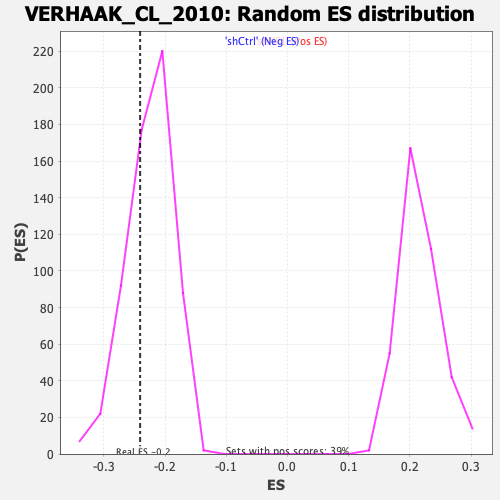 VERHAAK_CL_2010: Random ES distribution
'shCtrl' (Neg ES) os ES)
220
200
180
160
140
120
100
80
60
40
20
0
P(ES)
Real ES -0.2
Sets with pos scores: 39%
-0.3 -0.2 -0.1 0.0 0.1 0.2 0.3
ES